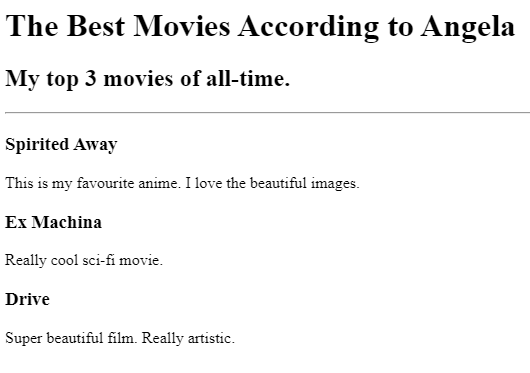 The Best Movies According to Angela
My top 3 movies of all-time.
Spirited Away
This is my favourite anime. I love the beautiful images.
Ex Machina
Really cool sci-fi movie.
Drive
Super beautiful film. Really artistic.